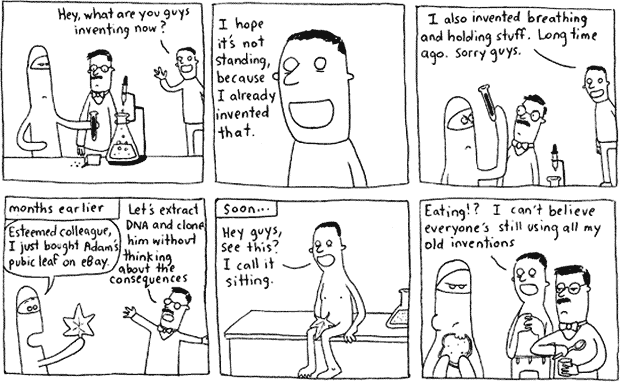 Hey, what are you guys
inventing now?
I hope
it's not
standing,
because
I already
invented
that.
I also invented breathing
and holding stuff. Long time
ago. Sorry guys.
months earlier
Esteemed colleague,
I just bought Adam's
pubic leaf on eBay.
Let's extract
DNA and clone
him without
thinking
about the
consequences
Soon...
Hey guys,
see this?
I call it
sitting.
Eating!? I can't believe
everyone's still using all my
old inventions